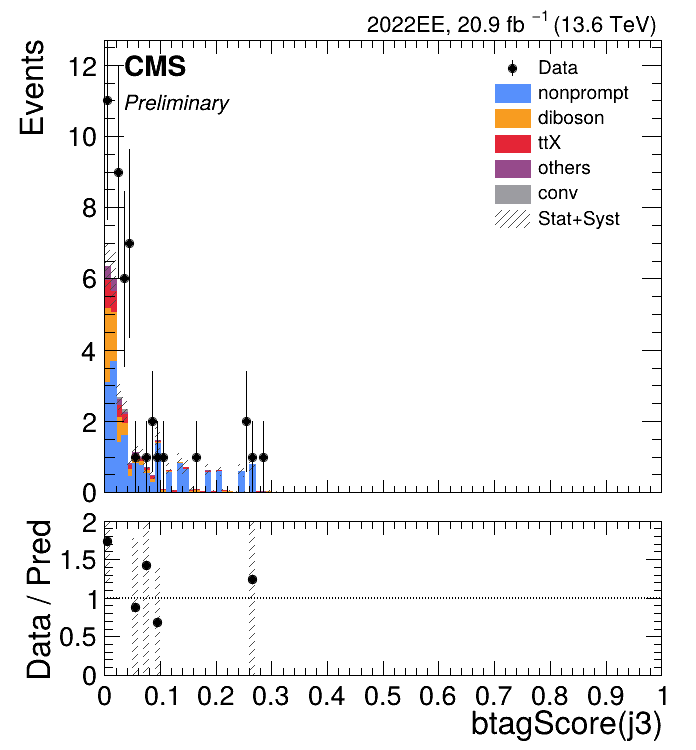 2022EE, 20.9 fb⁻¹ (13.6 TeV)
Events
12
10
8
6
4
2
0
CMS
Preliminary
Data
nonprompt
diboson
ttX
others
conv
Stat+Syst
Data / Pred
2
1.5
1
0.5
0
0 0.1 0.2 0.3 0.4 0.5 0.6 0.7 0.8 0.9 1
btagScore(j3)